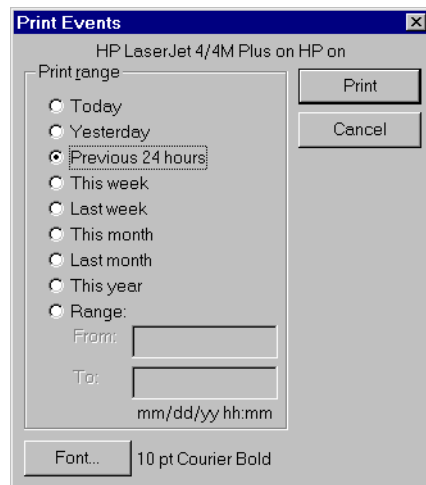 Print Events
HP LaserJet 4/4M Plus on HP on
Print range
Print
Cancel
Today
Yesterday
Previous 24 hours
This week
Last week
This month
Last month
This year
Range:
From:
To:
mm/dd/yy hh:mm
Font... 10 pt Courier Bold